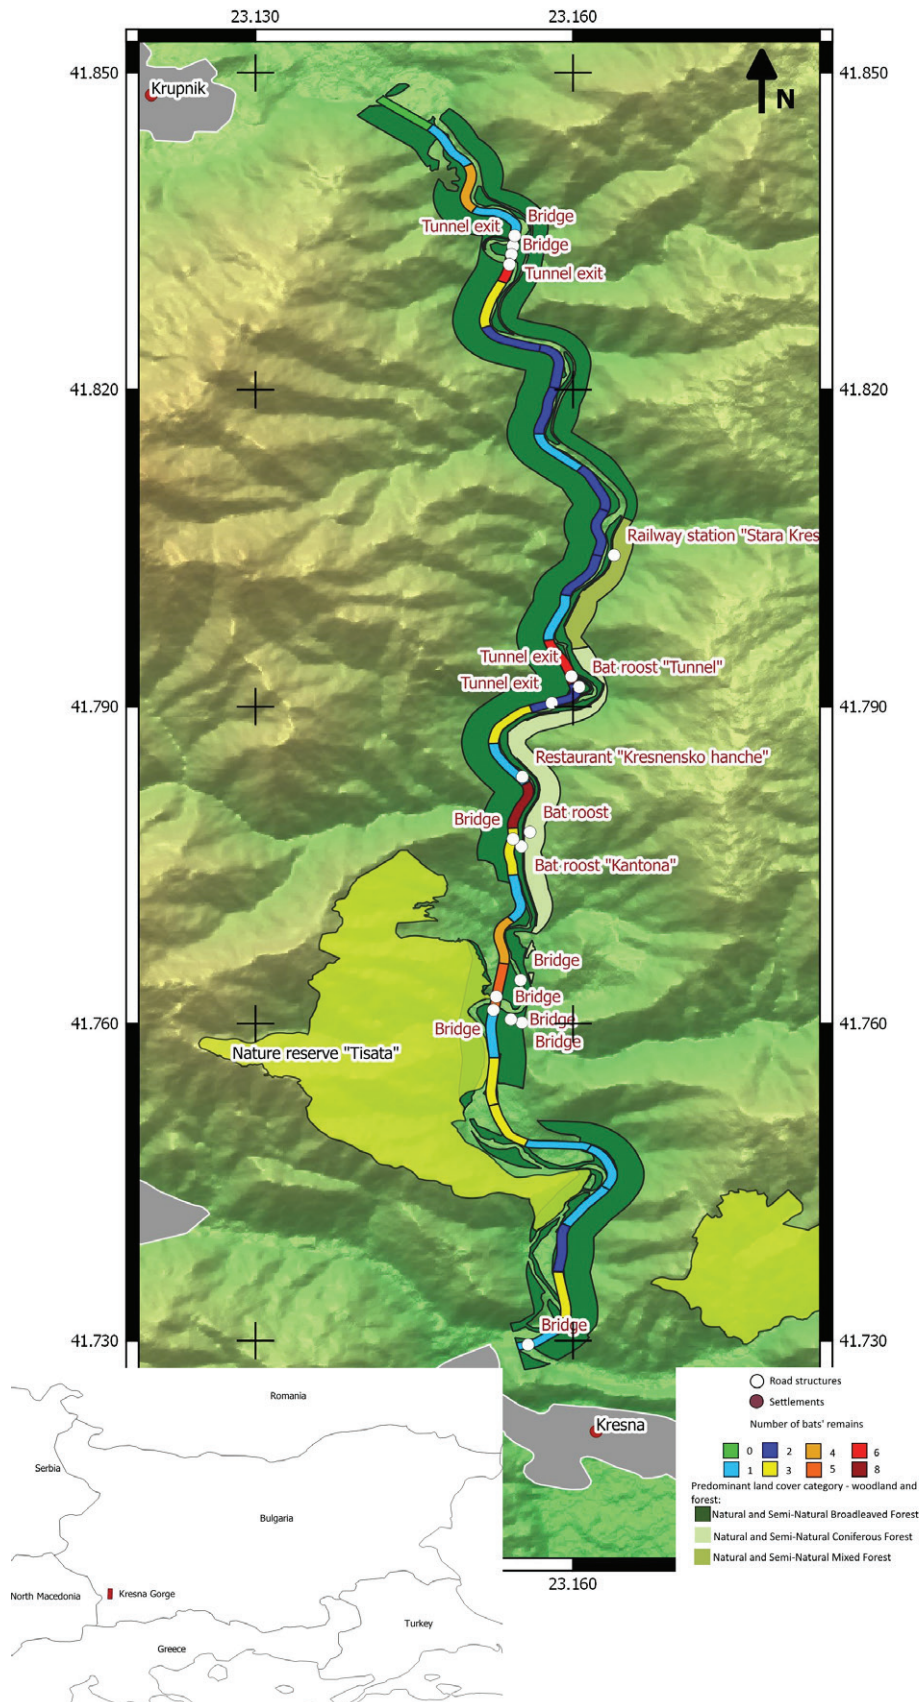 23.130
23.160
41.850
41.850
Krupnik
N
Bridge
Tunnel exit
Bridge
Tunnel exit
41.820
41.820
Railway station "Stara Kres
Tunnel exit
Bat roost "Tunnel"
Tunnel exit
41.790
41.790
Restaurant "Kresnensko hanche"
Bat roost
Bridge
Bat roost "Kantona"
Bridge
Bridge
41.760
Bridge
Bridge
41.760
Bridge
Nature reserve "Tisata"
41.730
Bridge
41.730
Road structures
Settlements
Number of bats' remains
0 2 4 6
1 3 5 8
Predominant land cover category - woodland and
forest:
Natural and Semi-Natural Broadleaved Forest
Natural and Semi-Natural Coniferous Forest
Natural and Semi-Natural Mixed Forest
Kresna
23.160
Romania
Serbia
Bulgaria
North Macedonia
Kresna Gorge
Turkey
Greece